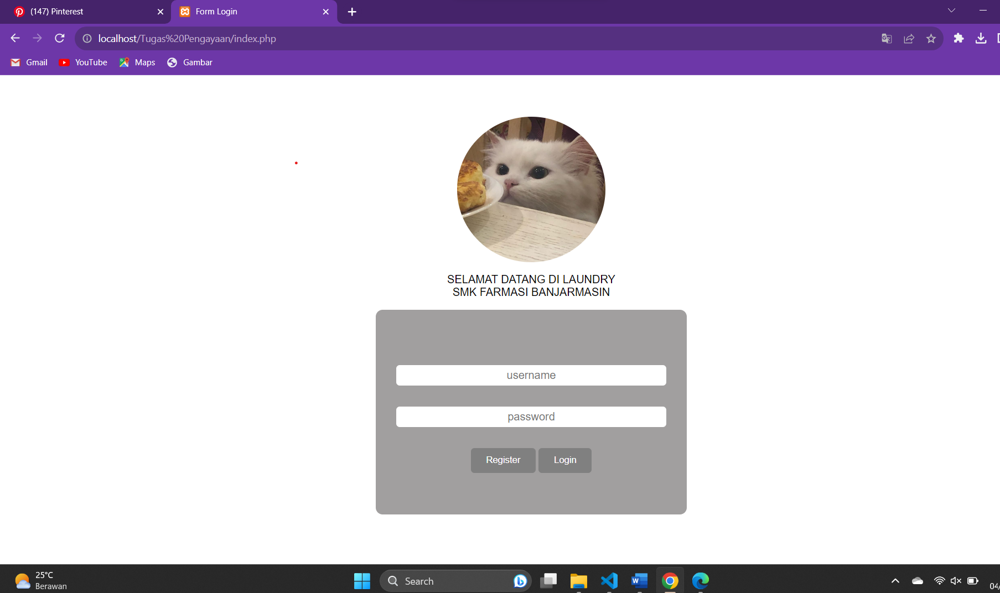 (147) Pinterest
Form Login
localhost/Tugas%20Pengayaan/index.php
Gmail
YouTube
Maps
Gambar
SELAMAT DATANG DI LAUNDRY
SMK FARMASI BANJARMASIN
username
password
Register
Login
25°C
Berawan
Search
04/